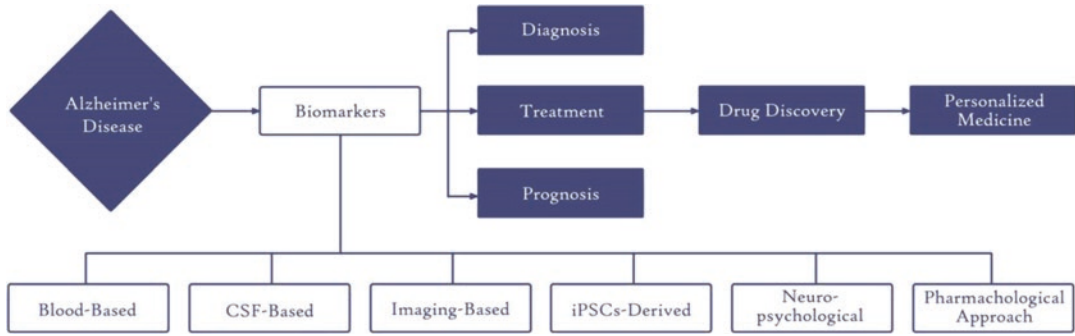 Diagnosis
Alzheimer's
Disease
Biomarkers
Treatment
Drug Discovery
Personalized
Medicine
Prognosis
Blood-Based
CSF-Based
Imaging-Based
iPSCs-Derived
Neuro-
psychological
Pharmachological
Approach